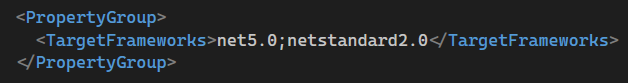 <PropertyGroup>
  <TargetFrameworks>net5.0;netstandard2.0</TargetFrameworks>
</PropertyGroup>